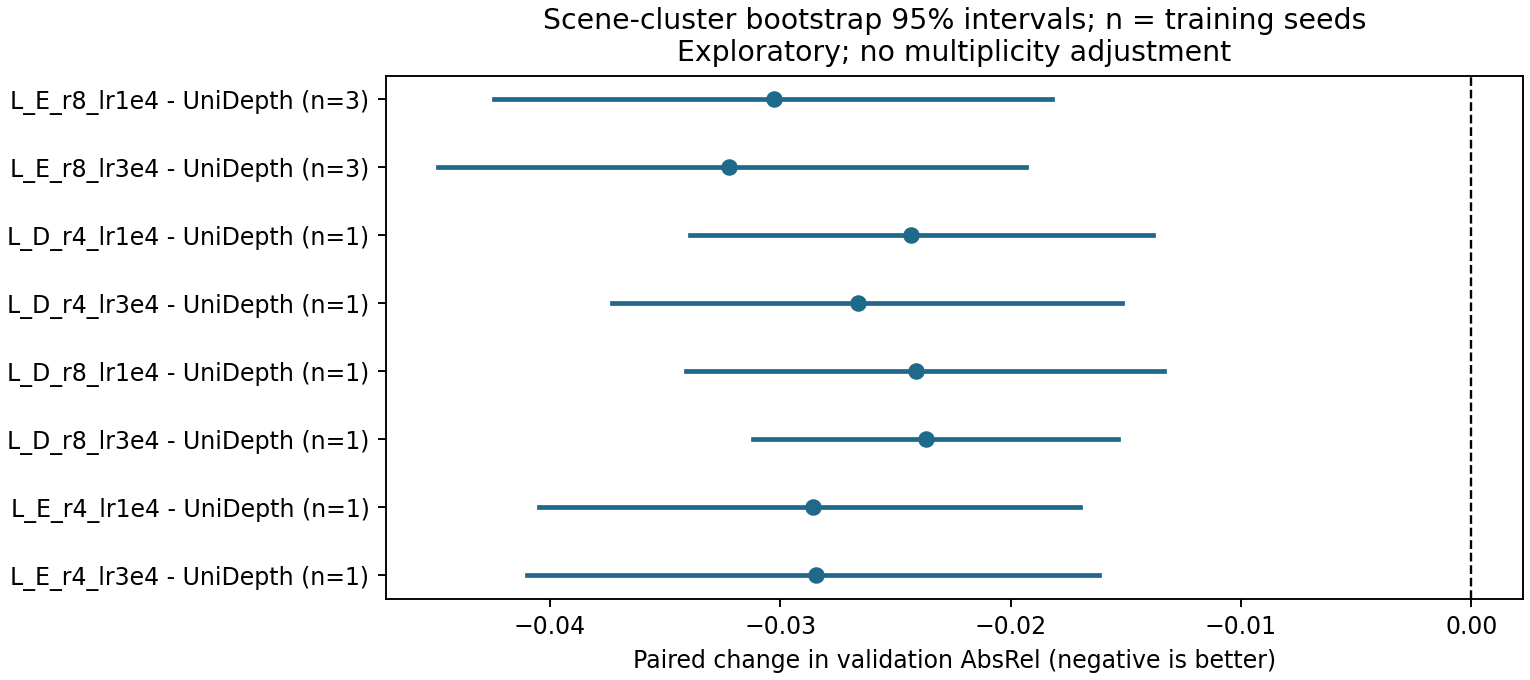 Scene-cluster bootstrap 95% intervals; n = training seeds
Exploratory; no multiplicity adjustment
L_E_r8_lr1e4 - UniDepth (n=3)
L_E_r8_lr3e4 - UniDepth (n=3)
L_D_r4_lr1e4 - UniDepth (n=1)
L_D_r4_lr3e4 - UniDepth (n=1)
L_D_r8_lr1e4 - UniDepth (n=1)
L_D_r8_lr3e4 - UniDepth (n=1)
L_E_r4_lr1e4 - UniDepth (n=1)
L_E_r4_lr3e4 - UniDepth (n=1)
−0.04 −0.03 −0.02 −0.01 0.00
Paired change in validation AbsRel (negative is better)